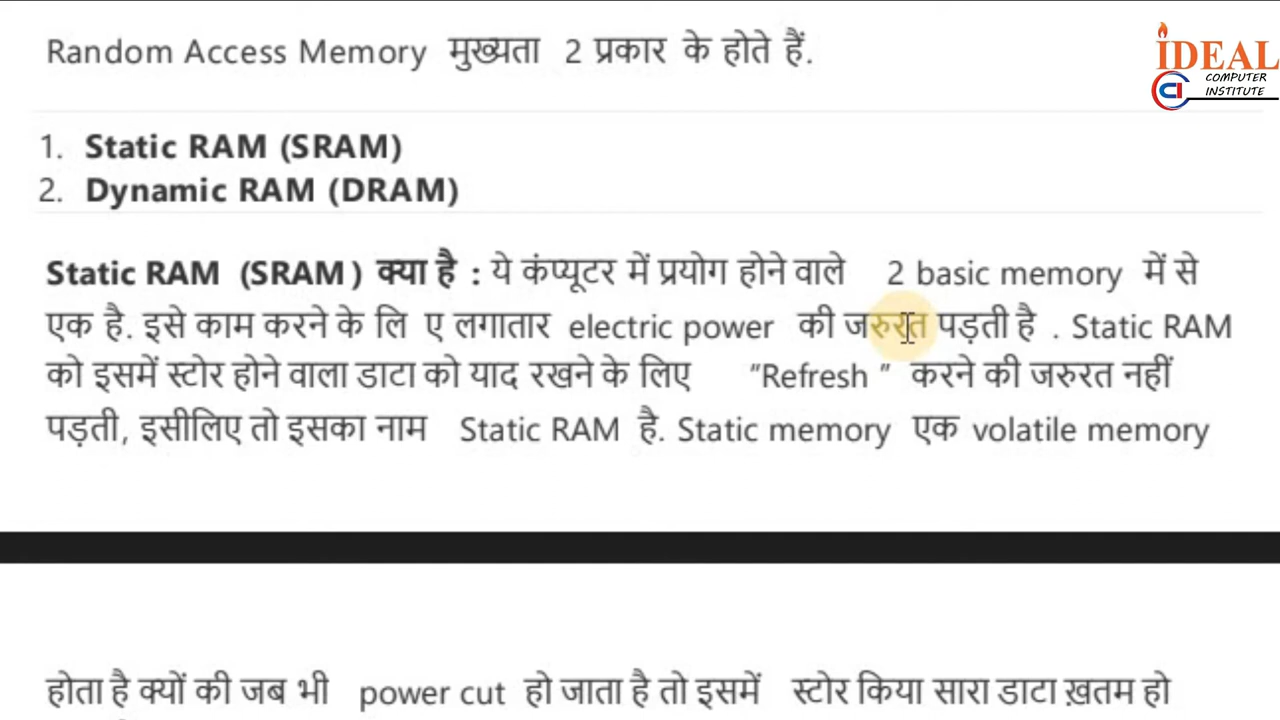 Random Access Memory मुख्यता 2 प्रकार के होते हैं.
IDEAL
COMPUTER
INSTITUTE
CI
1. Static RAM (SRAM)
2. Dynamic RAM (DRAM)
Static RAM (SRAM) क्या है : ये कंप्यूटर में प्रयोग होने वाले 2 basic memory में से
एक है. इसे काम करने के लि ए लगातार electric power की जरुरत पड़ती है . Static RAM
को इसमें स्टोर होने वाला डाटा को याद रखने के लिए "Refresh " करने की जरुरत नहीं
पड़ती, इसीलिए तो इसका नाम Static RAM है. Static memory एक volatile memory
होता है क्यों की जब भी power cut हो जाता है तो इसमें स्टोर किया सारा डाटा ख़तम हो